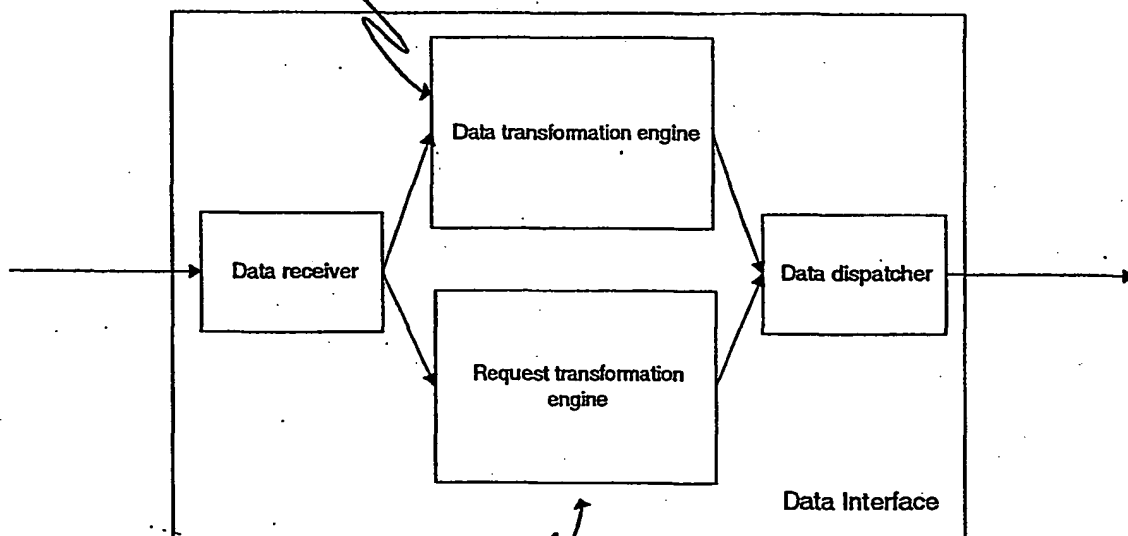 Data transformation engine
Data receiver
Data dispatcher
Request transformation
engine
Data Interface